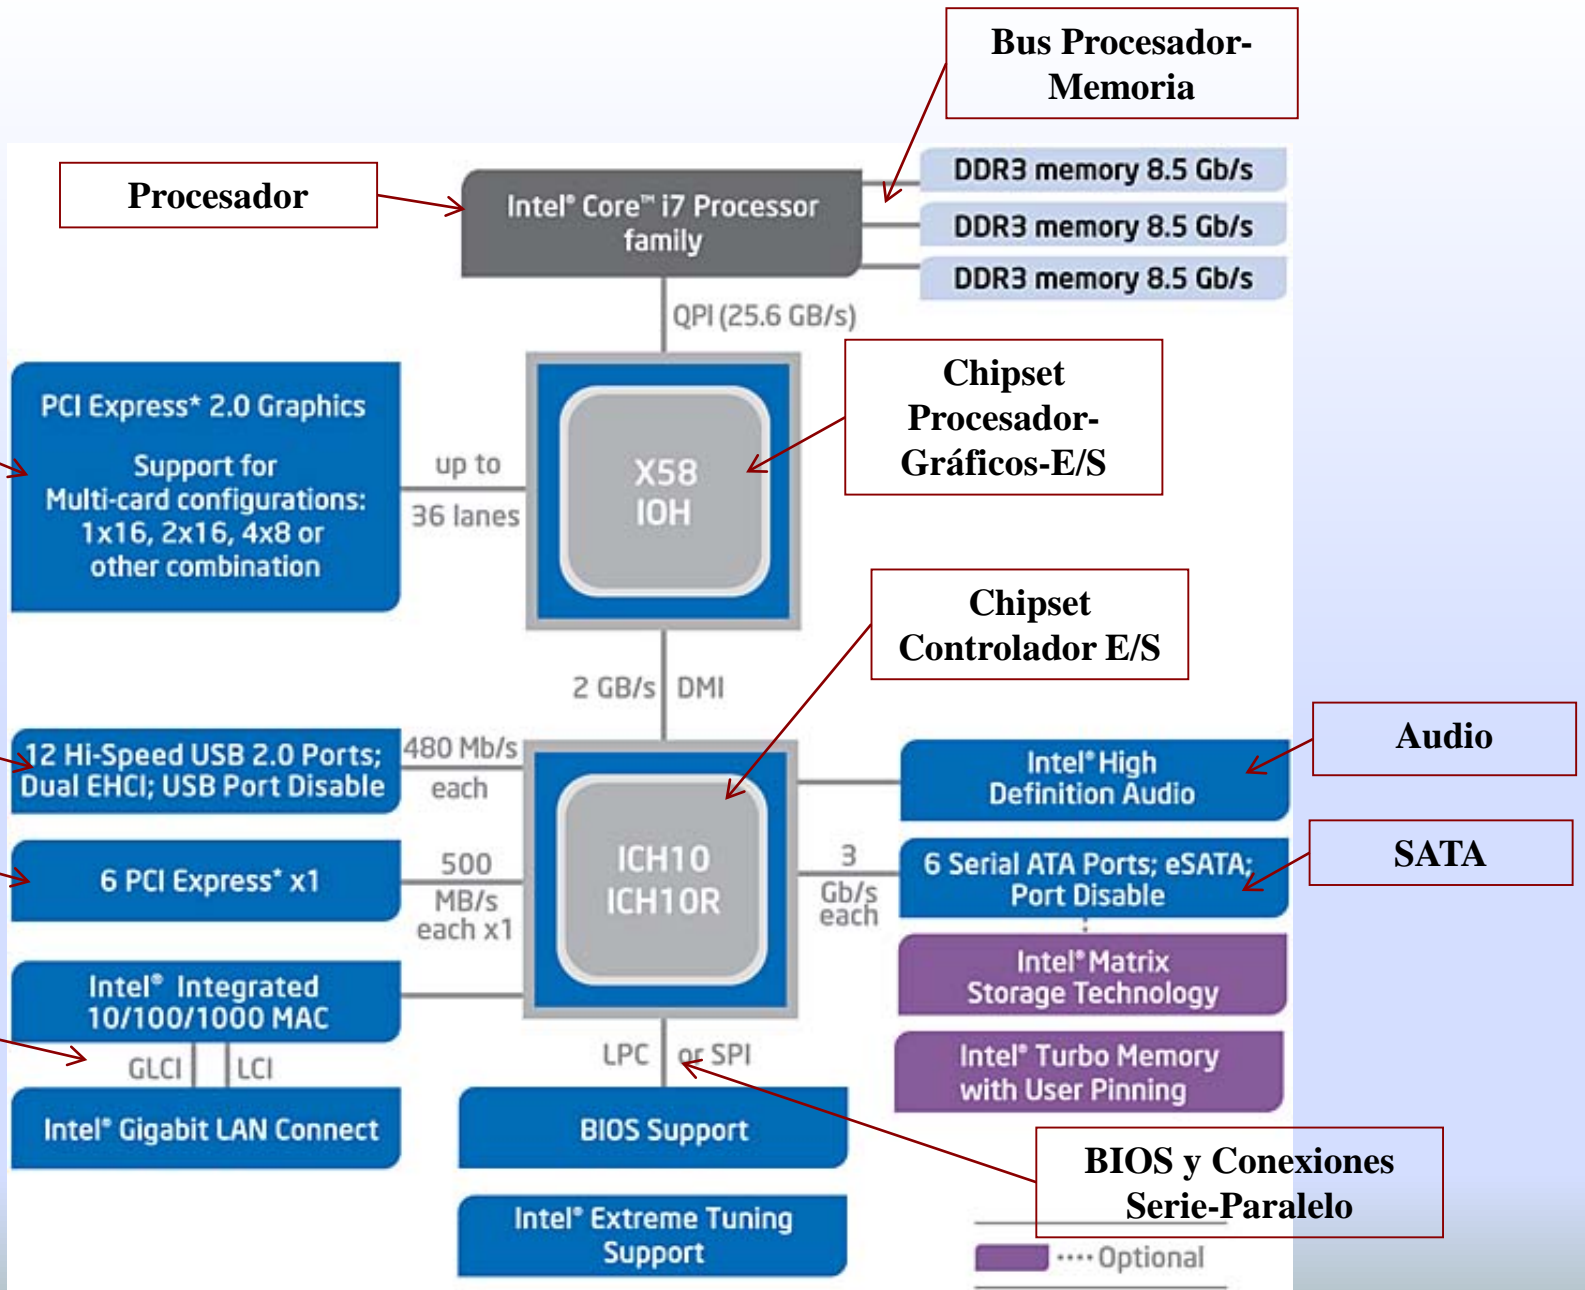 Bus Procesador-
Memoria
Procesador
Intel® Core™ i7 Processor
family
DDR3 memory 8.5 Gb/s
DDR3 memory 8.5 Gb/s
DDR3 memory 8.5 Gb/s
QPI (25.6 GB/s)
Chipset
Procesador-
Gráficos-E/S
PCI Express* 2.0 Graphics
Support for
Multi-card configurations:
1x16, 2x16, 4x8 or
other combination
up to
36 lanes
X58
IOH
Chipset
Controlador E/S
2 GB/s DMI
12 Hi-Speed USB 2.0 Ports;
Dual EHCI; USB Port Disable
480 Mb/s
each
Intel® High
Definition Audio
Audio
6 PCI Express* x1
500
MB/s
each x1
ICH10
ICH10R
3
Gb/s
each
6 Serial ATA Ports; eSATA;
Port Disable
SATA
Intel® Matrix
Storage Technology
Intel® Integrated
10/100/1000 MAC
GLCI LCI
LPC or SPI
Intel® Turbo Memory
with User Pinning
Intel® Gigabit LAN Connect
BIOS Support
BIOS y Conexiones
Serie-Paralelo
Intel® Extreme Tuning
Support
Optional